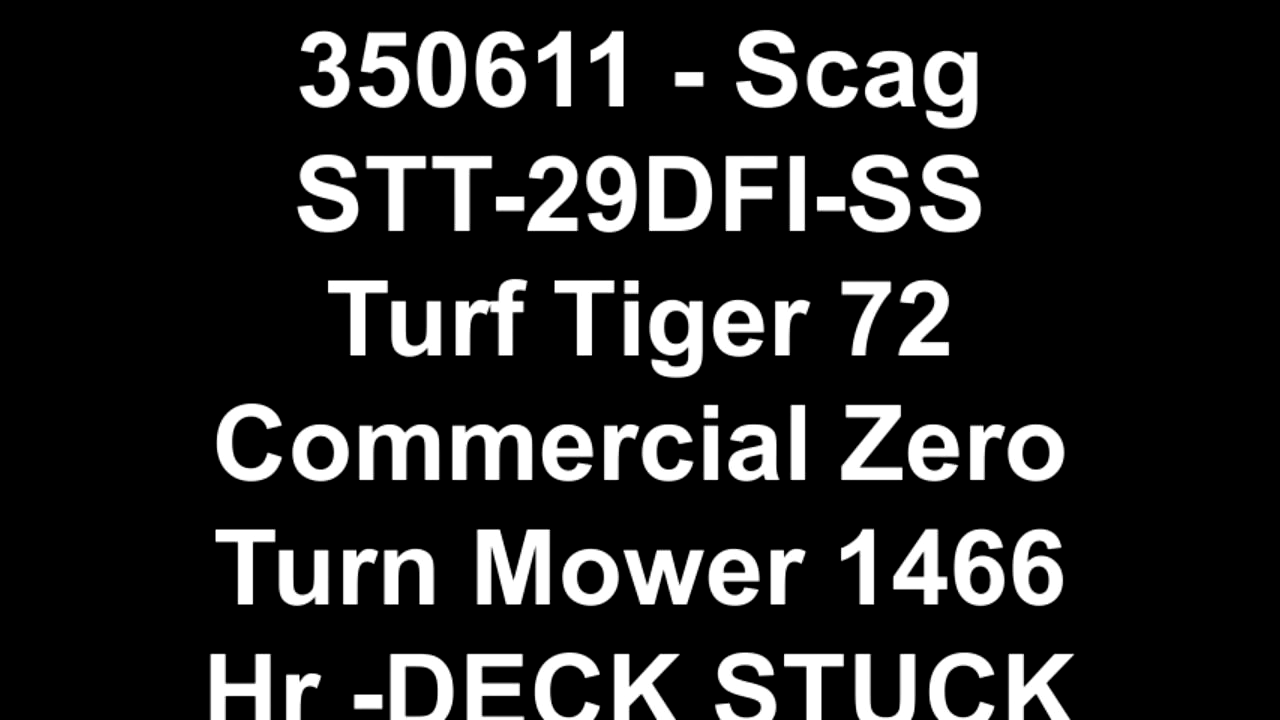 350611 - Scag
STT-29DFI-SS
Turf Tiger 72
Commercial Zero
Turn Mower 1466
Hr -DECK STUCK